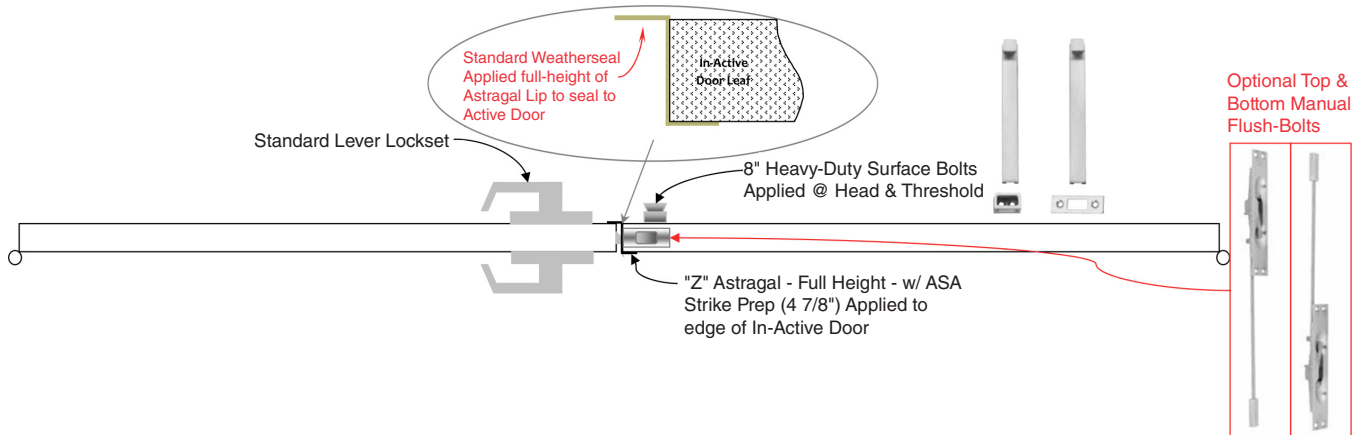 Standard Weatherseal
Applied full-height of
Astragal Lip to seal to
Active Door
In-Active
Door Leaf
Optional Top &
Bottom Manual
Flush-Bolts
Standard Lever Lockset
8" Heavy-Duty Surface Bolts
Applied @ Head & Threshold
"Z" Astragal - Full Height - w/ ASA
Strike Prep (4 7/8") Applied to
edge of In-Active Door